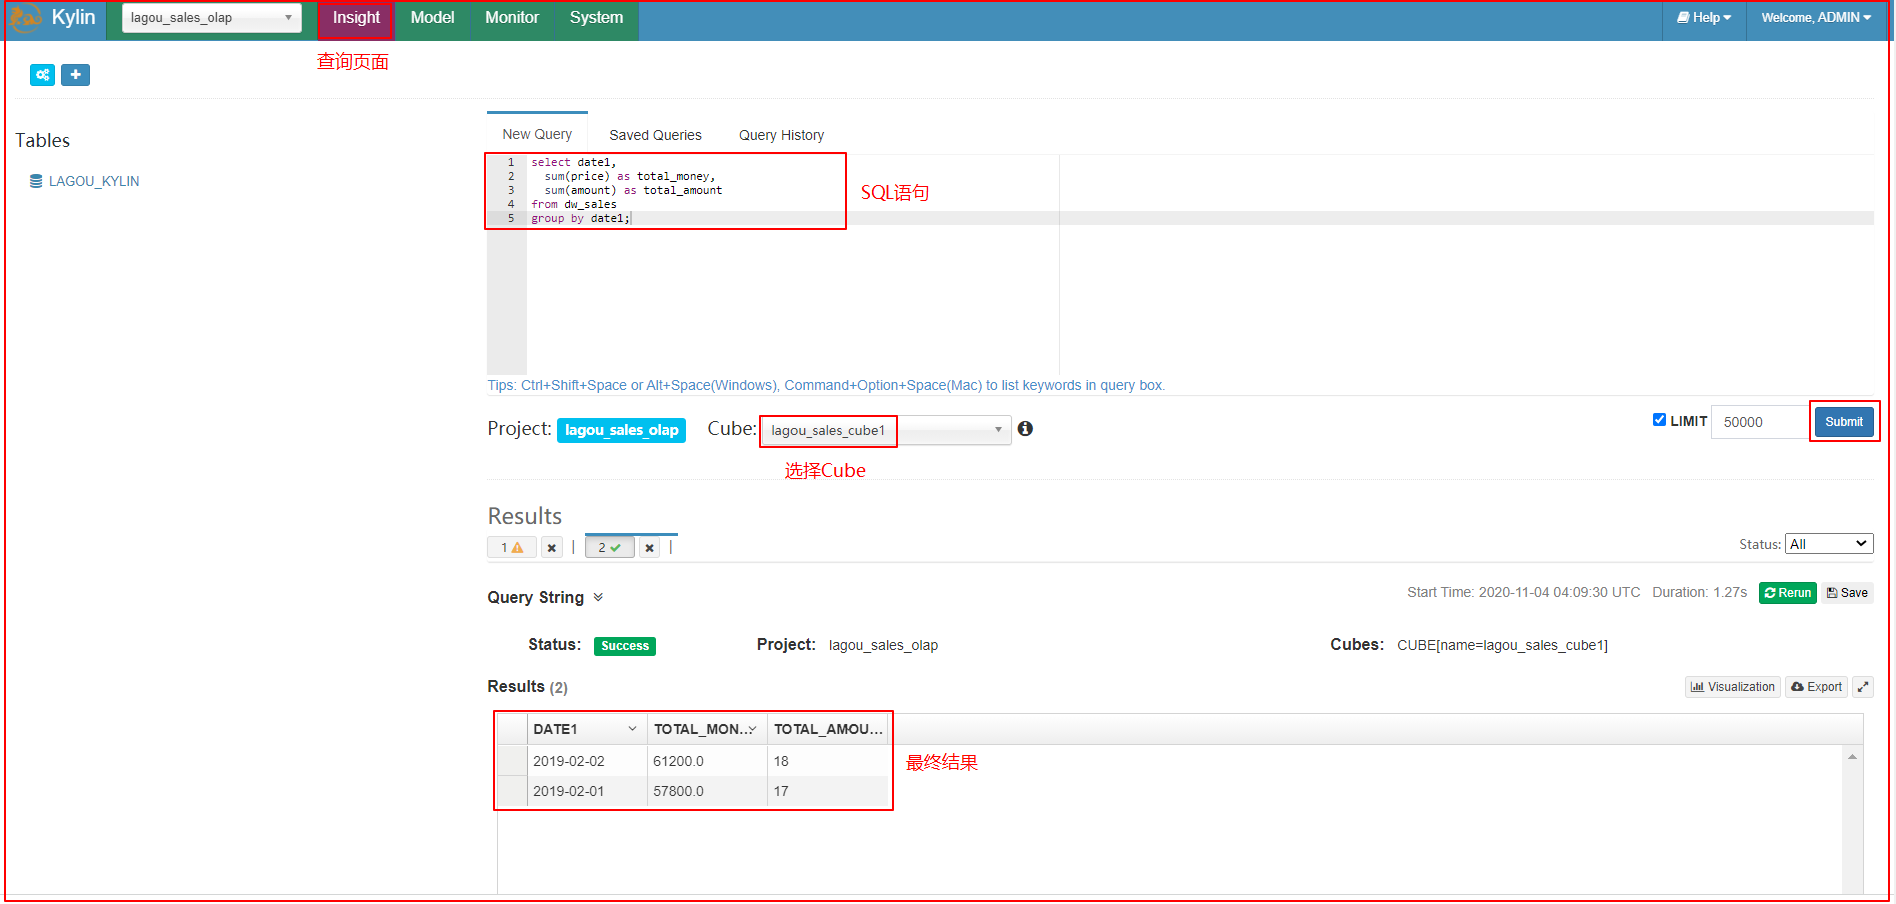 Kylin lagou_sales_olap Insight Model Monitor System Help Welcome, ADMIN
查询页面
Tables
LAGOU_KYLIN
New Query Saved Queries Query History
1 select date1,
2 sum(price) as total_money,
3 sum(amount) as total_amount
4 from dw_sales
5 group by date1;
SQL语句
Tips: Ctrl+Shift+Space or Alt+Space(Windows), Command+Option+Space(Mac) to list keywords in query box.
Project: lagou_sales_olap Cube: lagou_sales_cube1 LIMIT 50000 Submit
选择Cube
Results
1 | 2 |
Status: All
Query String Start Time: 2020-11-04 04:09:30 UTC Duration: 1.27s Rerun Save
Status: Success Project: lagou_sales_olap Cubes: CUBE[name=lagou_sales_cube1]
Results (2) Visualization Export
DATE1 TOTAL_MON... TOTAL_AMOU...
2019-02-02 61200.0 18
2019-02-01 57800.0 17
最终结果